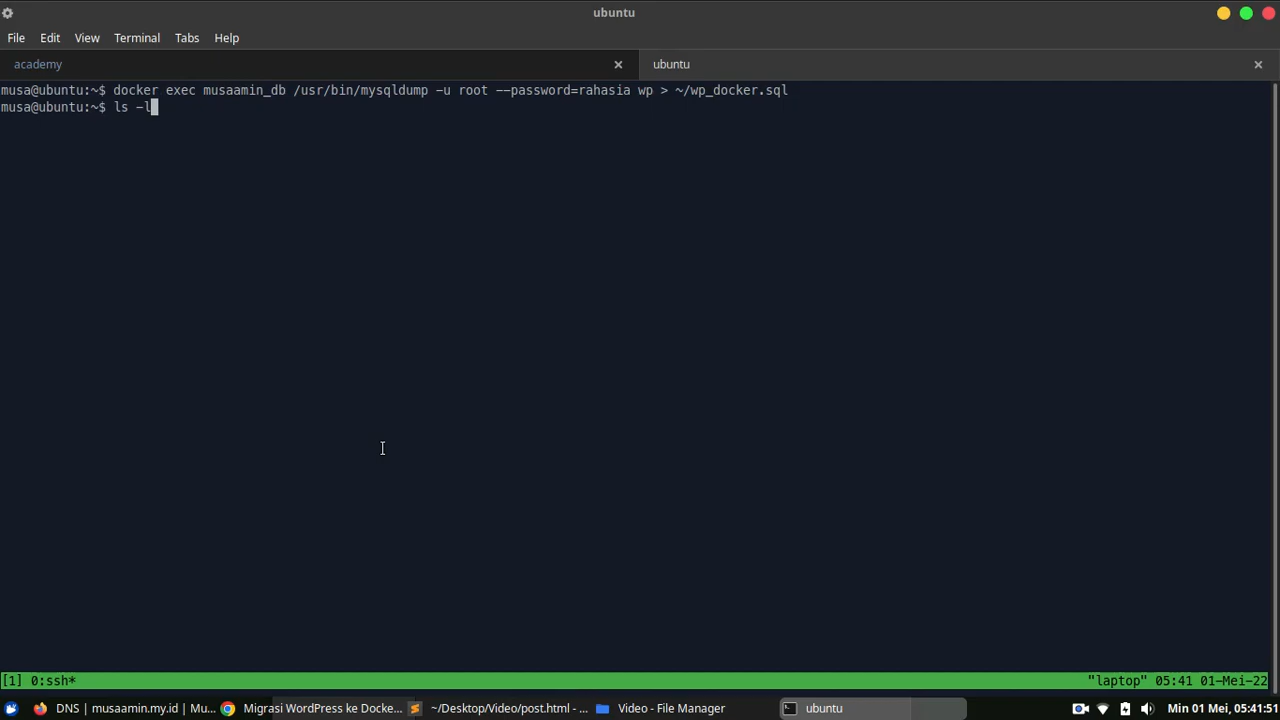 ubuntu
File Edit View Terminal Tabs Help
academy × ubuntu ×
musa@ubuntu:~$ docker exec musaamin_db /usr/bin/mysqldump -u root --password=rahasia wp > ~/wp_docker.sql
musa@ubuntu:~$ ls -l
[1] 0:ssh* "laptop" 05:41 01-Mei-22
DNS | musaamin.my.id | Mu... Migrasi WordPress ke Docke... ~/Desktop/Video/post.html - ... Video - File Manager ubuntu Min 01 Mei, 05:41:51